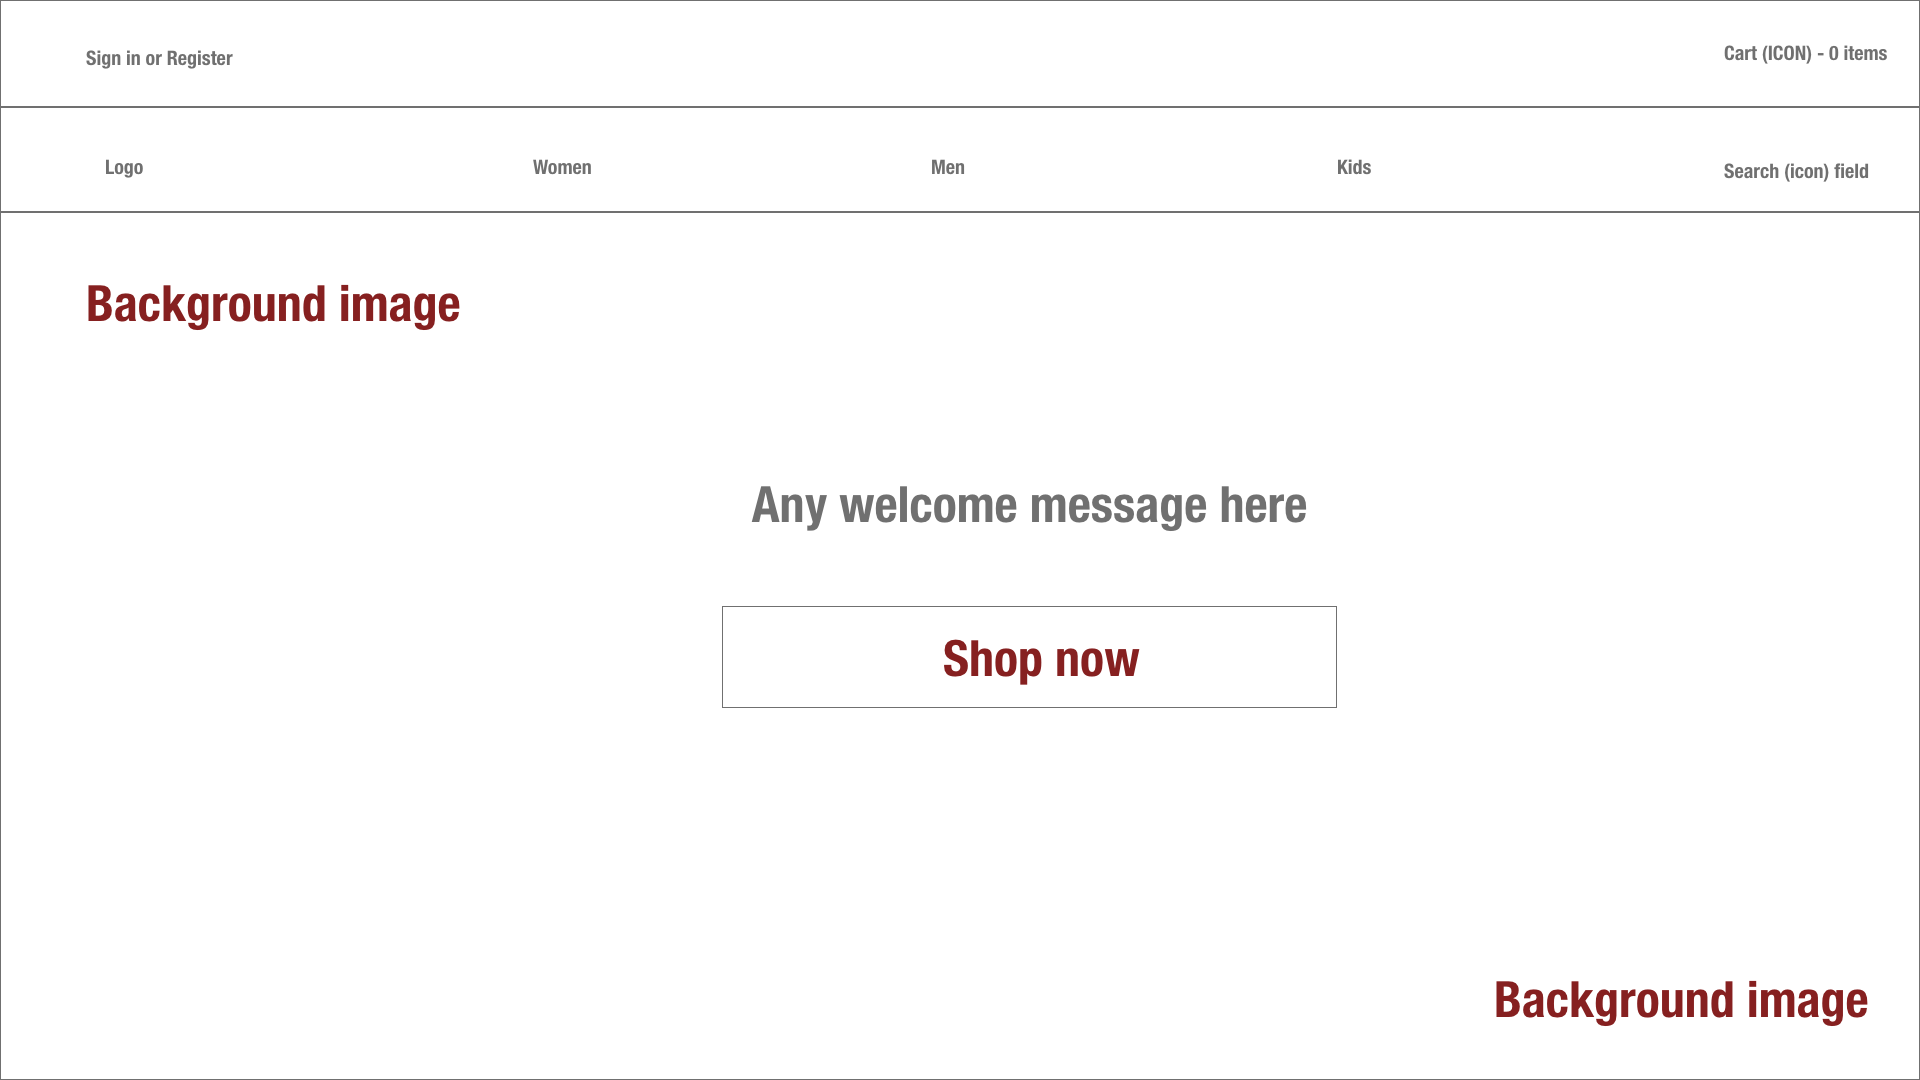 Sign in or Register
Cart (ICON) - 0 items
Logo
Women
Men
Kids
Search (icon) field
Background image
Any welcome message here
Shop now
Background image